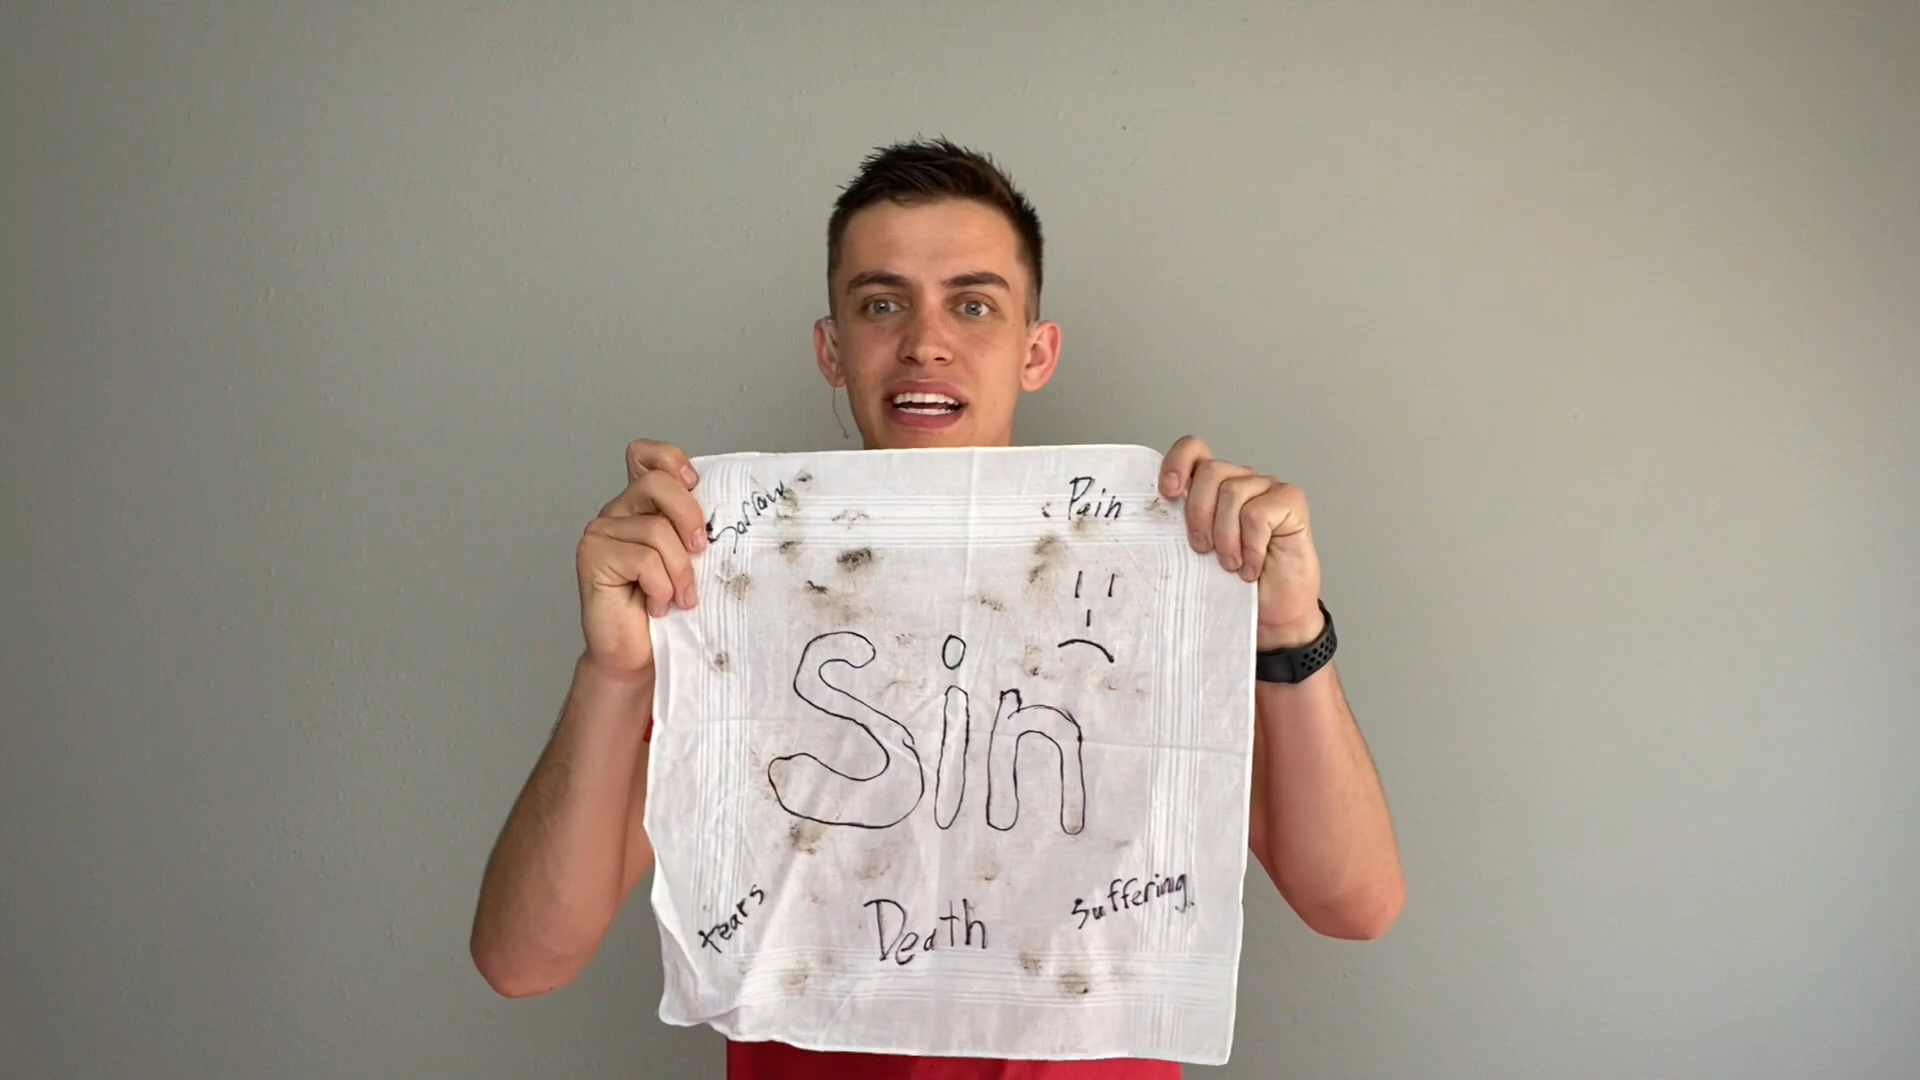 Sorrow
Pain
Sin
tears
Death
Suffering